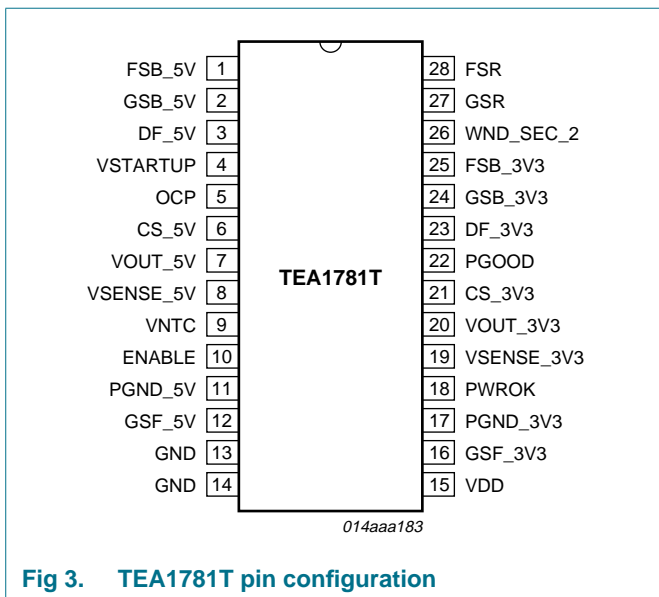 FSB_5V 1 28 FSR
GSB_5V 2 27 GSR
DF_5V 3 26 WND_SEC_2
VSTARTUP 4 25 FSB_3V3
OCP 5 24 GSB_3V3
CS_5V 6 23 DF_3V3
VOUT_5V 7 22 PGOOD
TEA1781T
VSENSE_5V 8 21 CS_3V3
VNTC 9 20 VOUT_3V3
ENABLE 10 19 VSENSE_3V3
PGND_5V 11 18 PWROK
GSF_5V 12 17 PGND_3V3
GND 13 16 GSF_3V3
GND 14 15 VDD
014aaa183
Fig 3. TEA1781T pin configuration